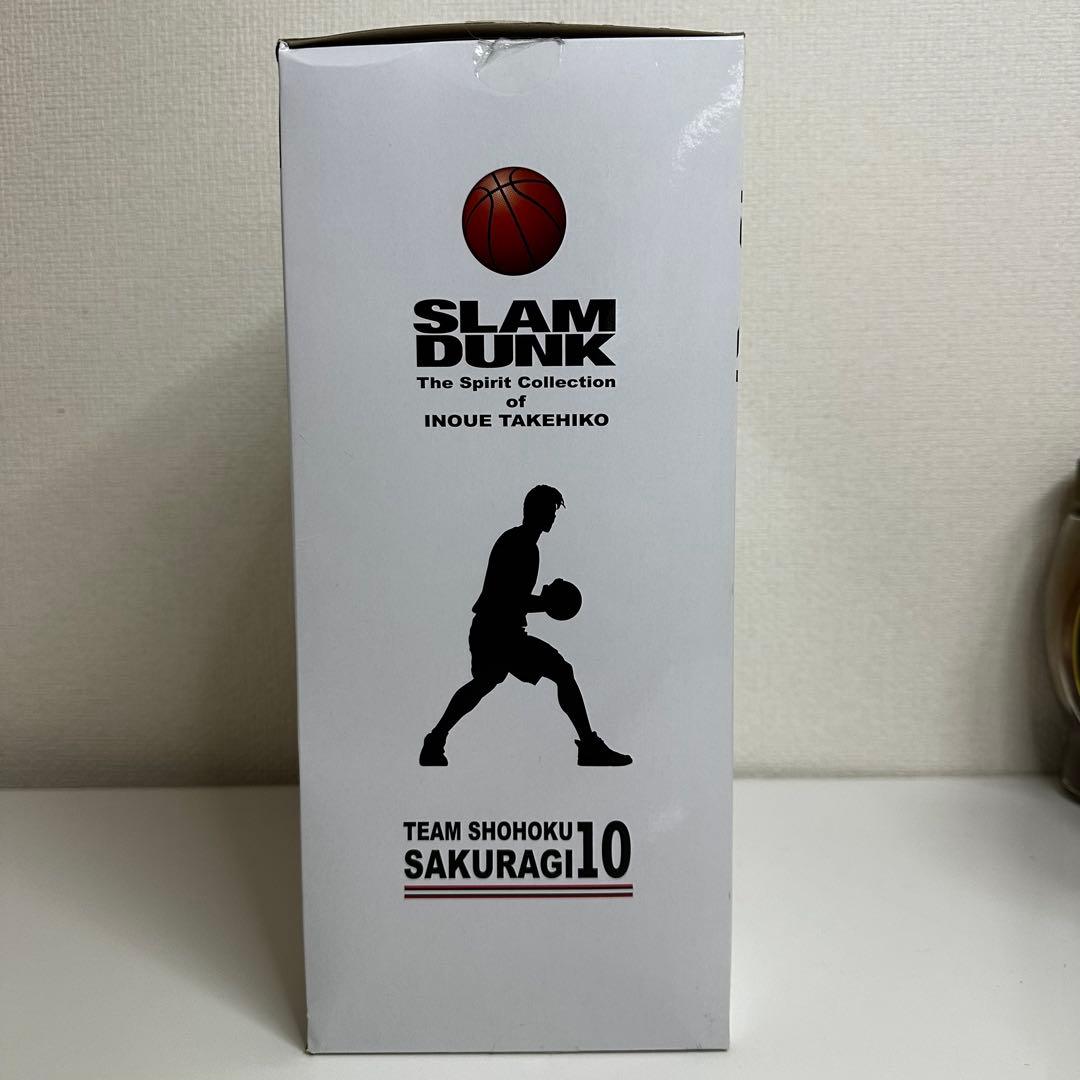 SLAM
DUNK
The Spirit Collection
of
INOUE TAKEHIKO
TEAM SHOHOKU
SAKURAGI 10